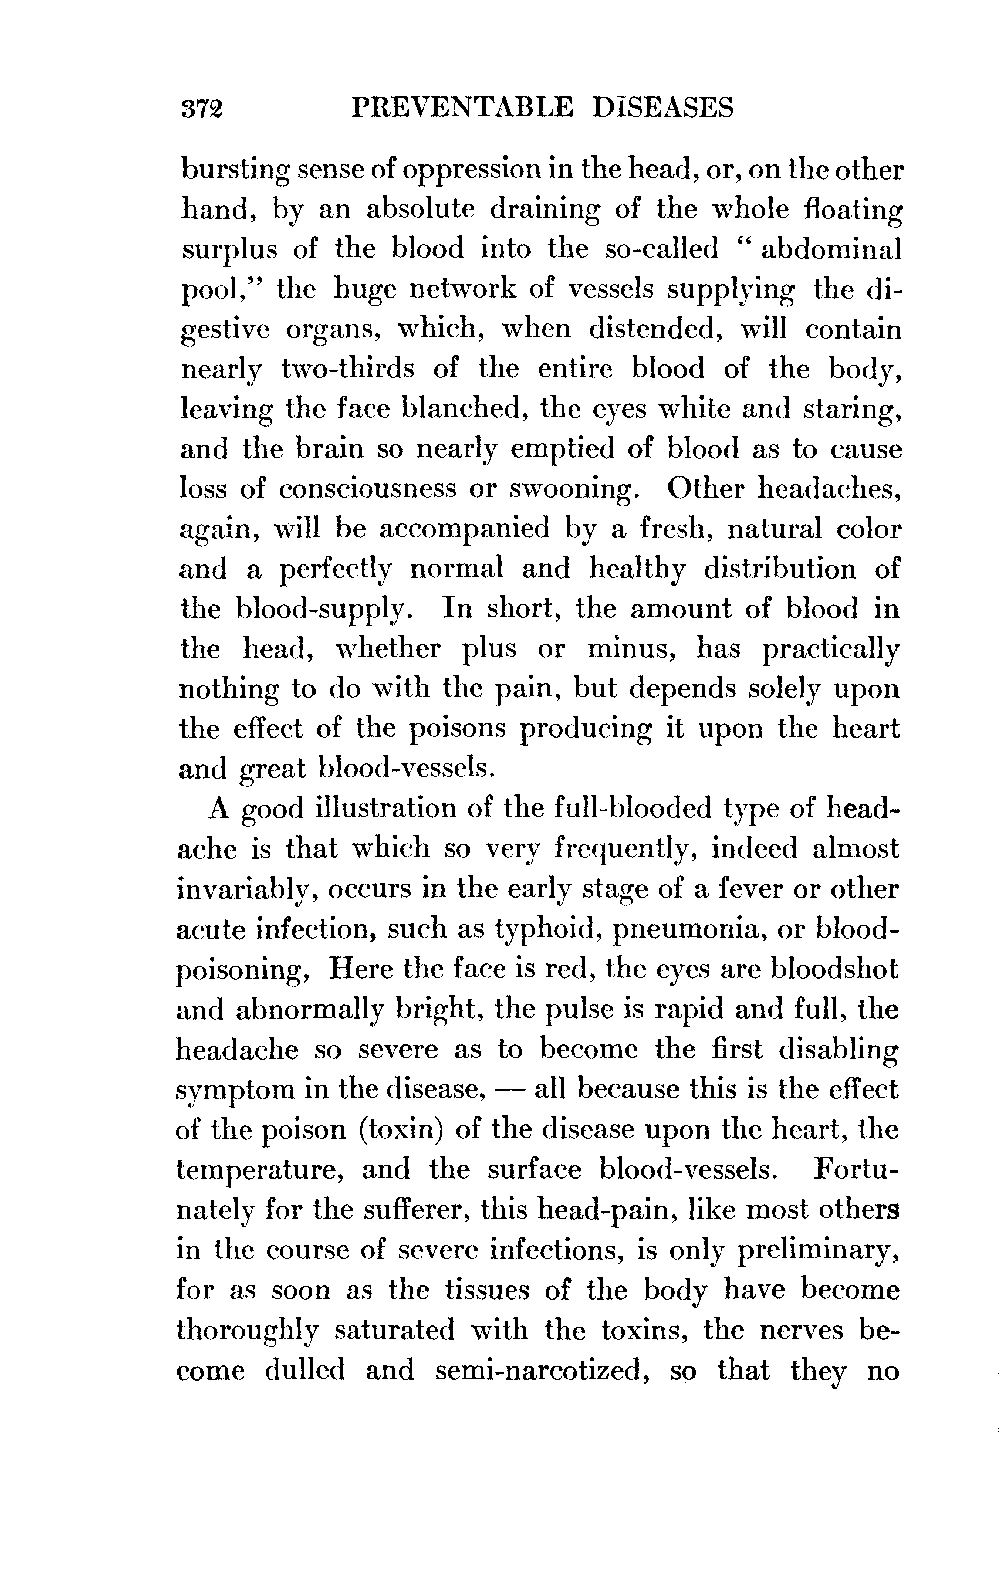 372 PREVENTABLE DISEASES
bursting sense of oppression in the head, or, on the other
hand, by an absolute draining of the whole floating
surplus of the blood into the so-called “ abdominal
pool,” the huge network of vessels supplying the di-
gestive organs, which, when distended, will contain
nearly two-thirds of the entire blood of the body,
leaving the face blanched, the eyes white and staring,
and the brain so nearly emptied of blood as to cause
loss of consciousness or swooning. Other headaches,
again, will be accompanied by a fresh, natural color
and a perfectly normal and healthy distribution of
the blood-supply. In short, the amount of blood in
the head, whether plus or minus, has practically
nothing to do with the pain, but depends solely upon
the effect of the poisons producing it upon the heart
and great blood-vessels.
A good illustration of the full-blooded type of head-
ache is that which so very frequently, indeed almost
invariably, occurs in the early stage of a fever or other
acute infection, such as typhoid, pneumonia, or blood-
poisoning, Here the face is red, the eyes are bloodshot
and abnormally bright, the pulse is rapid and full, the
headache so severe as to become the first disabling
symptom in the disease, — all because this is the effect
of the poison (toxin) of the disease upon the heart, the
temperature, and the surface blood-vessels. Fortu-
nately for the sufferer, this head-pain, like most others
in the course of severe infections, is only preliminary,
for as soon as the tissues of the body have become
thoroughly saturated with the toxins, the nerves be-
come dulled and semi-narcotized, so that they no